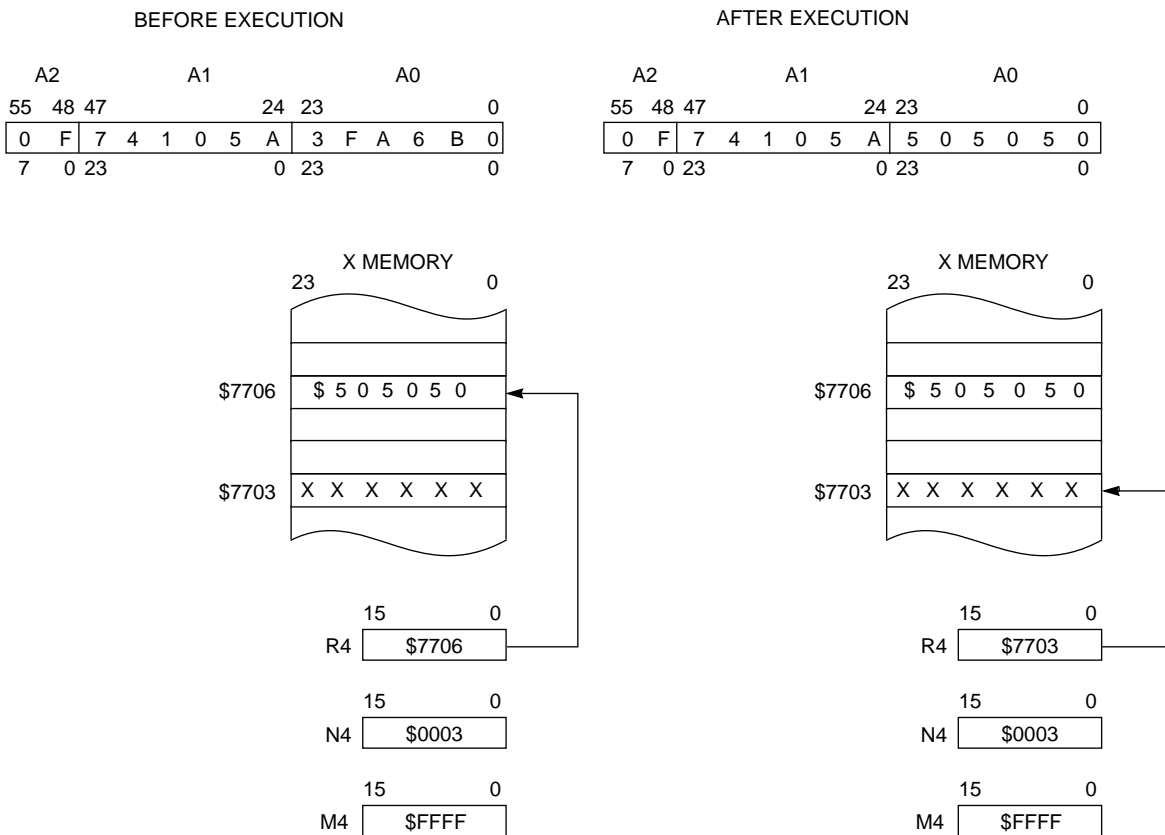 BEFORE EXECUTION
A2 A1 A0
55 48 47 24 23 0
0 F 7 4 1 0 5 A 3 F A 6 B 0
7 0 23 0 23 0
X MEMORY
23 0
$7706 $ 5 0 5 0 5 0
$7703 X X X X X X
15 0
R4 $7706
15 0
N4 $0003
15 0
M4 $FFFF
AFTER EXECUTION
A2 A1 A0
55 48 47 24 23 0
0 F 7 4 1 0 5 A 5 0 5 0 5 0
7 0 23 0 23 0
X MEMORY
23 0
$7706 $ 5 0 5 0 5 0
$7703 X X X X X X
15 0
R4 $7703
15 0
N4 $0003
15 0
M4 $FFFF